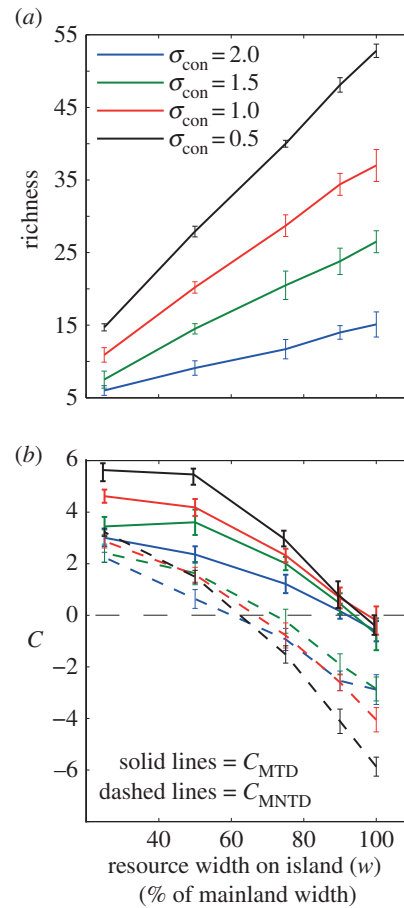 (a)
55
45
35
25
15
5
richness
σcon = 2.0
σcon = 1.5
σcon = 1.0
σcon = 0.5
(b)
6
4
2
0
−2
−4
−6
C
solid lines = CMTD
dashed lines = CMNTD
40 60 80 100
resource width on island (w)
(% of mainland width)